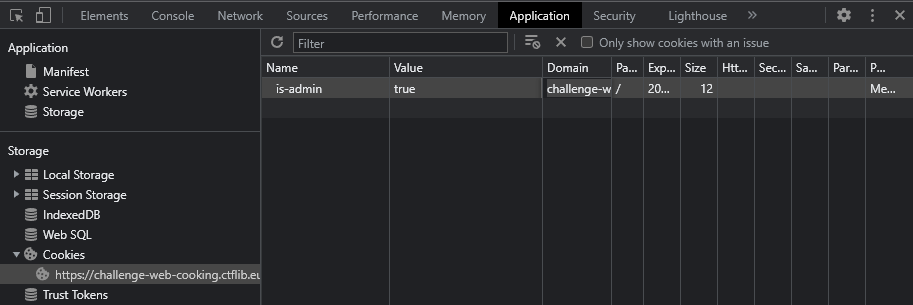 Elements Console Network Sources Performance Memory Application Security Lighthouse »
Application
Manifest
Service Workers
Storage
Storage
Local Storage
Session Storage
IndexedDB
Web SQL
Cookies
https://challenge-web-cooking.ctflib.eu
Trust Tokens
Filter Only show cookies with an issue
Name Value Domain Pa... Exp... Size Htt... Sec... Sa... Par... P...
is-admin true challenge-w / 20... 12 Me...